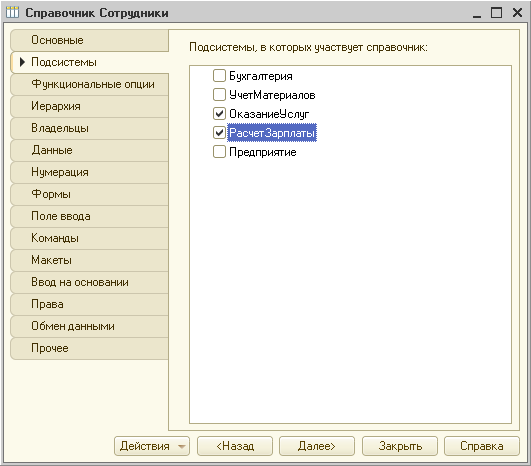 Справочник Сотрудники
Основные
Подсистемы
Функциональные опции
Иерархия
Владельцы
Данные
Нумерация
Формы
Поле ввода
Команды
Макеты
Ввод на основании
Права
Обмен данными
Прочее
Подсистемы, в которых участвует справочник:
Бухгалтерия
УчетМатериалов
ОказаниеУслуг
РасчетЗарплаты
Предприятие
Действия
<Назад
Далее>
Закрыть
Справка